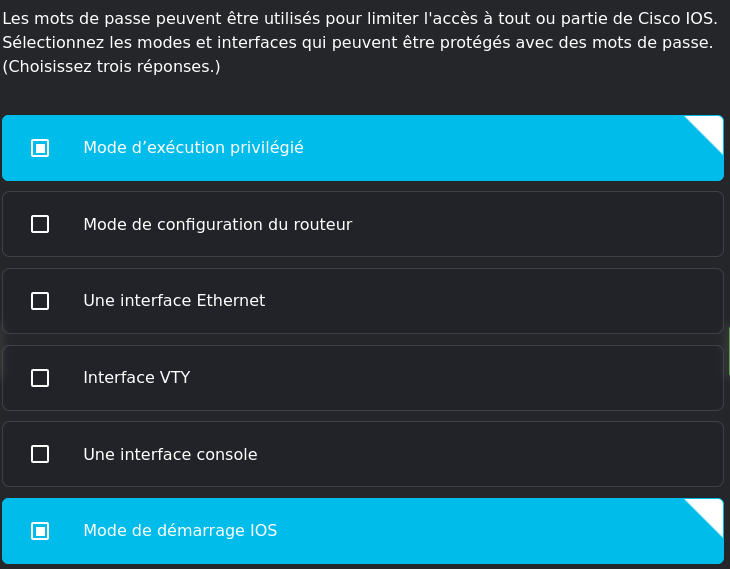 Les mots de passe peuvent être utilisés pour limiter l'accès à tout ou partie de Cisco IOS.
Sélectionnez les modes et interfaces qui peuvent être protégés avec des mots de passe.
(Choisissez trois réponses.)
Mode d’exécution privilégié
Mode de configuration du routeur
Une interface Ethernet
Interface VTY
Une interface console
Mode de démarrage IOS